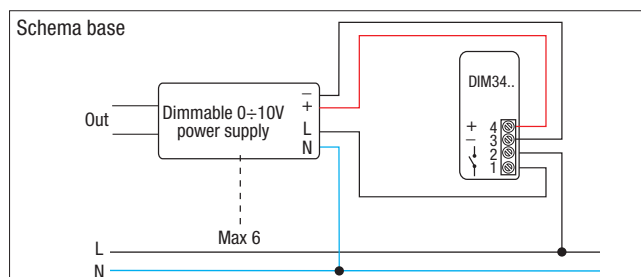 Schema base
DIM34..
Out
Dimmable 0÷10V
power supply
−
+
L
N
+ 4
− 3
2
1
Max 6
L
N